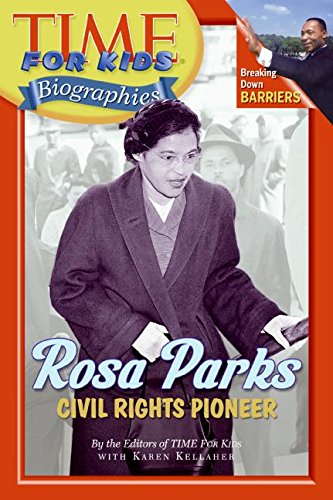 TIME
FOR KIDS®
Biographies
Breaking
Down
BARRIERS
Rosa Parks
CIVIL RIGHTS PIONEER
By the Editors of TIME FOR KIDS
WITH KAREN KELLAHER